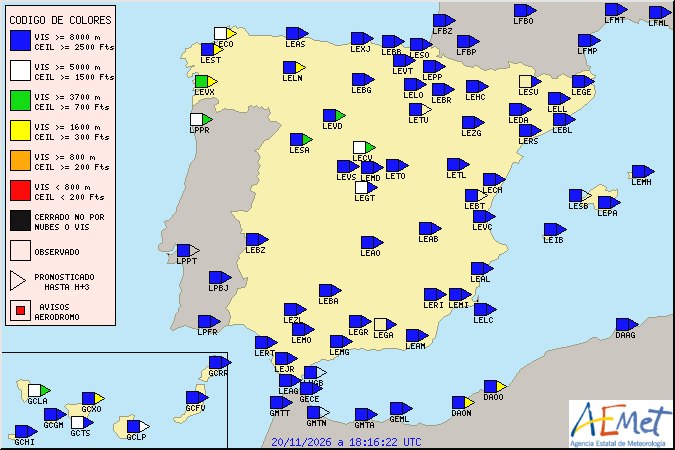 CODIGO DE COLORES
VIS >= 8000 m
CEIL >= 2500 Fts
VIS >= 5000 m
CEIL >= 1500 Fts
VIS >= 3700 m
CEIL >= 700 Fts
VIS >= 1600 m
CEIL >= 300 Fts
VIS >= 800 m
CEIL >= 200 Fts
VIS < 800 m
CEIL < 200 Fts
CERRADO NO POR
NUBES O VIS
OBSERVADO
PRONOSTICADO
HASTA H+3
AVISOS
AERODROMO
LECO
LEST
LEAS
LEXJ
LEBB
LESO
LFBZ
LFBP
LFBO
LFMT
LFML
LFMP
LEVX
LELN
LEBG
LEVT
LEPP
LELO
LEBR
LEHC
LESU
LEGE
LELL
LPPR
LEVD
LETU
LEZG
LEDA
LEBL
LERS
LESA
LECV
LEVS
LEMD
LETO
LETL
LEGT
LECH
LEMH
LEBT
LESB
LEPA
LEVC
LEIB
LPPT
LEBZ
LEAO
LEAB
LPBJ
LEAL
LEBA
LERI
LEMI
LELC
LPFR
LEZL
LEMO
LEGR
LEGA
LEAM
LEMG
LERT
LEJR
DAAG
GCRR
LEAG
LXGB
GECE
GCLA
GCXO
GCFV
GMTT
GMTN
GMTA
GEML
DAON
DAOO
GCGM
GCTS
GCLP
GCHI
20/11/2026 a 18:16:22 UTC
AEMet
Agencia Estatal de Meteorología